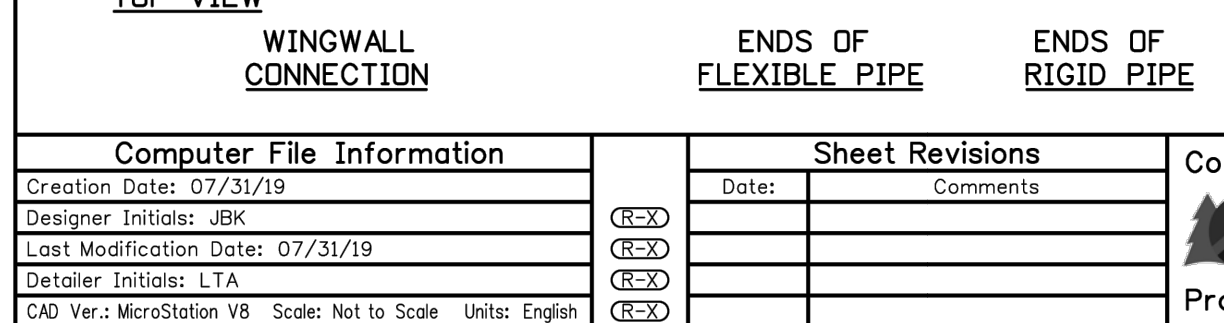 TOP VIEW
WINGWALL
CONNECTION
ENDS OF
FLEXIBLE PIPE
ENDS OF
RIGID PIPE
Computer File Information
Creation Date: 07/31/19
Designer Initials: JBK
Last Modification Date: 07/31/19
Detailer Initials: LTA
CAD Ver.: MicroStation V8 Scale: Not to Scale Units: English
R-X
R-X
R-X
R-X
Sheet Revisions
Date: Comments